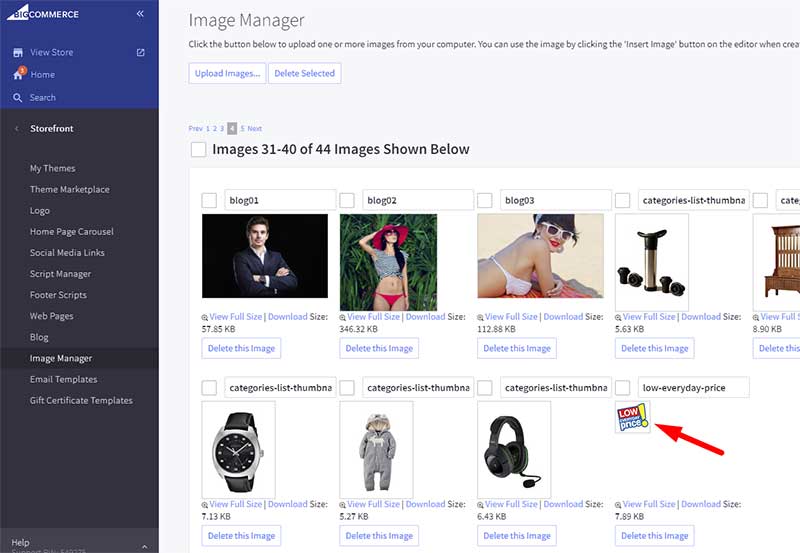 BIGCOMMERCE
«
View Store
3
Home
Search
Storefront
My Themes
Theme Marketplace
Logo
Home Page Carousel
Social Media Links
Script Manager
Footer Scripts
Web Pages
Blog
Image Manager
Email Templates
Gift Certificate Templates
Help
Image Manager
Click the button below to upload one or more images from your computer. You can use the image by clicking the 'Insert Image' button on the editor when crea
Upload Images... Delete Selected
Prev 1 2 3 4 5 Next
Images 31-40 of 44 Images Shown Below
blog01 blog02 blog03 categories-list-thumbna categ
View Full Size | Download Size: View Full Size | Download Size: View Full Size | Download Size: View Full Size | Download Size: View Full
57.85 KB 346.32 KB 112.88 KB 5.63 KB 8.90 KB
Delete this Image Delete this Image Delete this Image Delete this Image Delete this
categories-list-thumbna categories-list-thumbna categories-list-thumbna low-everyday-price
LOW
EVERYDAY
price!
View Full Size | Download Size: View Full Size | Download Size: View Full Size | Download Size: View Full Size | Download Size:
7.13 KB 5.27 KB 6.43 KB 7.89 KB
Delete this Image Delete this Image Delete this Image Delete this Image